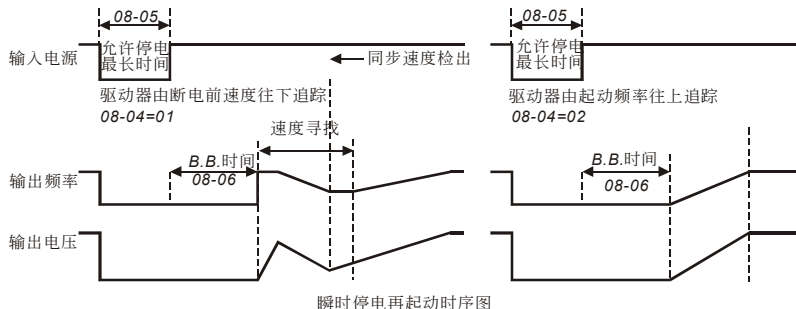 08-05
输入电源
允许停电
最长时间
同步速度检出
驱动器由断电前速度往下追踪
08-04=01
速度寻找
B.B.时间
08-06
输出频率
输出电压
08-05
允许停电
最长时间
驱动器由起动频率往上追踪
08-04=02
B.B.时间
08-06
瞬时停电再起动时序图